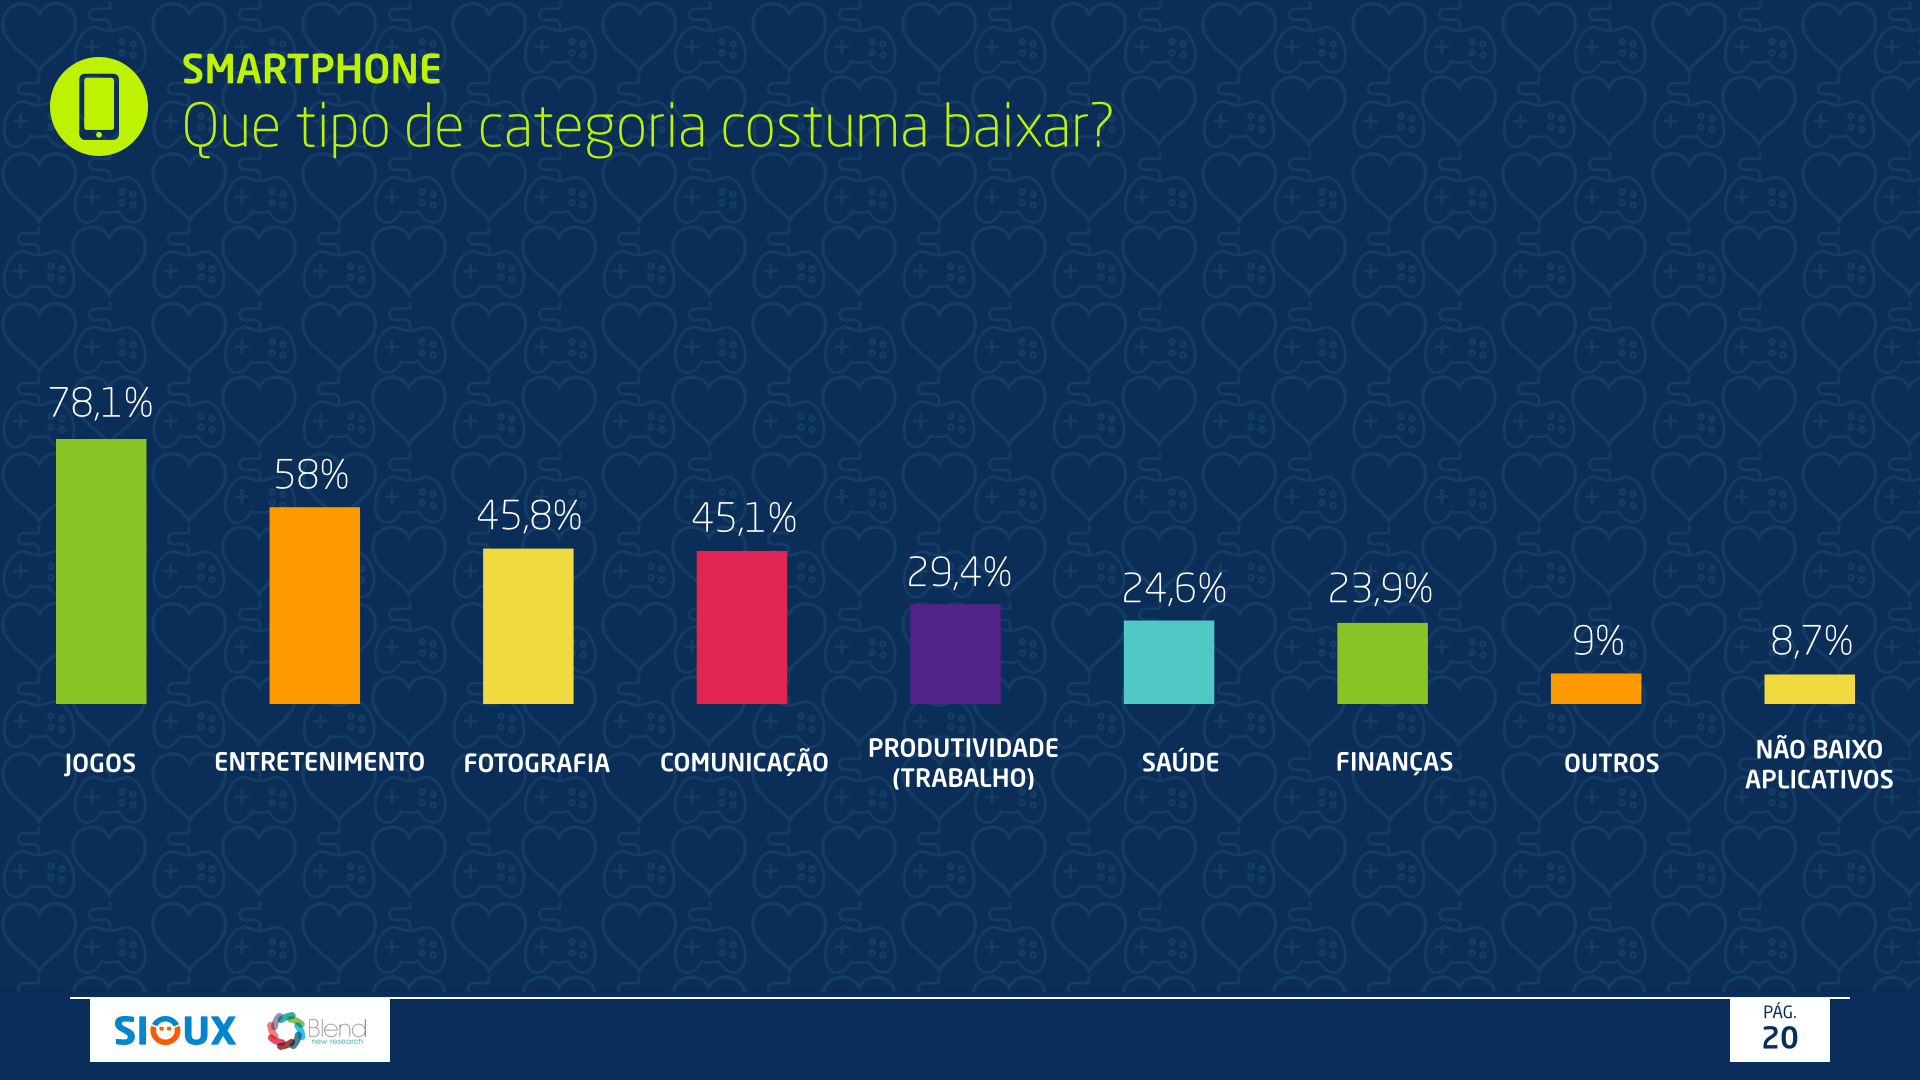 SMARTPHONE
Que tipo de categoria costuma baixar?
78,1%
58%
45,8%
45,1%
29,4%
24,6%
23,9%
9%
8,7%
JOGOS
ENTRETENIMENTO
FOTOGRAFIA
COMUNICAÇÃO
PRODUTIVIDADE
(TRABALHO)
SAÚDE
FINANÇAS
OUTROS
NÃO BAIXO
APLICATIVOS
SIOUX
Blend
new research
PÁG.
20